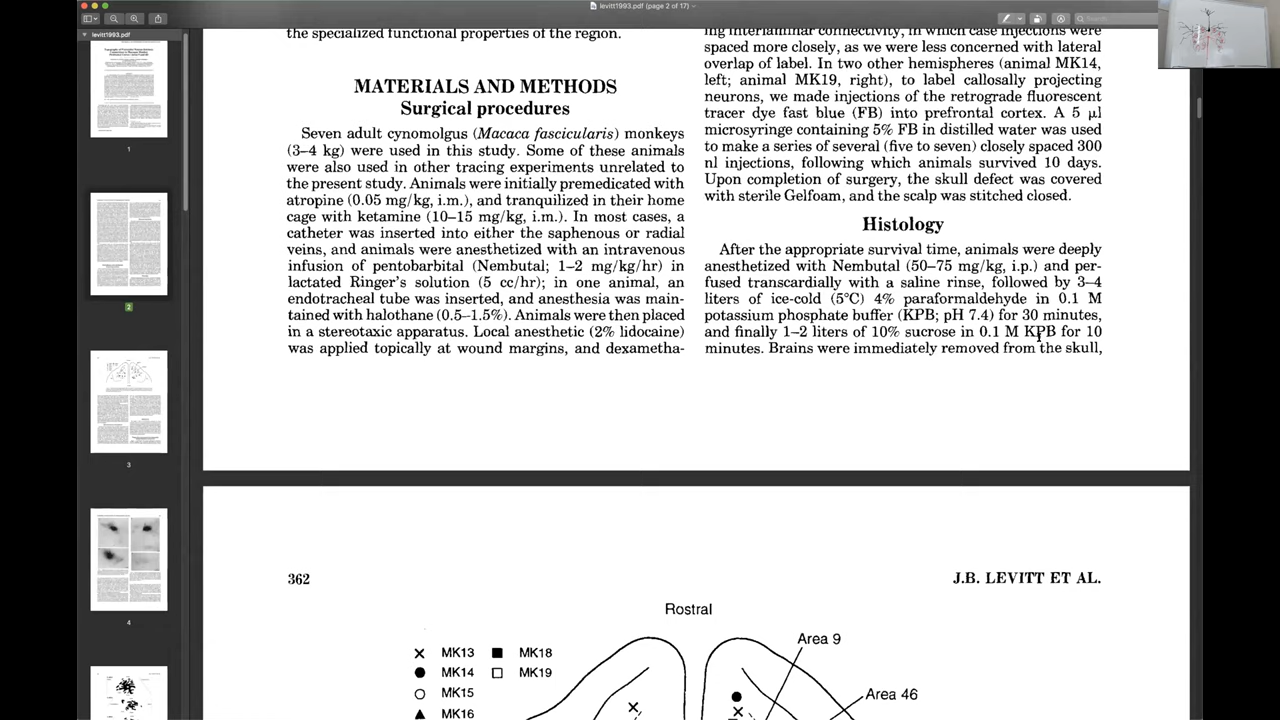 levitt1993.pdf (page 2 of 17)
Search
levitt1993.pdf
1
2
3
4
the specialized functional properties of the region.
MATERIALS AND METHODS
Surgical procedures
Seven adult cynomolgus (Macaca fascicularis) monkeys
(3–4 kg) were used in this study. Some of these animals
were also used in other tracing experiments unrelated to
the present study. Animals were initially premedicated with
atropine (0.05 mg/kg, i.m.), and tranquilized in their home
cage with ketamine (10–15 mg/kg, i.m.). In most cases, a
catheter was inserted into either the saphenous or radial
veins, and animals were anesthetized with an intravenous
infusion of pentobarbital (Nembutal; 1–2 mg/kg/hr) in
lactated Ringer's solution (5 cc/hr); in one animal, an
endotracheal tube was inserted, and anesthesia was main-
tained with halothane (0.5–1.5%). Animals were then placed
in a stereotaxic apparatus. Local anesthetic (2% lidocaine)
was applied topically at wound margins, and dexametha-
ing interlaminar connectivity, in which case injections were
spaced more closely, as we were less concerned with lateral
overlap of label. In two other hemispheres (animal MK14,
left; animal MK19, right), to label callosally projecting
neurons, we made injections of the retrograde fluorescent
tracer dye fast blue (FB) into prefrontal cortex. A 5 μl
microsyringe containing 5% FB in distilled water was used
to make a series of several (five to seven) closely spaced 300
nl injections, following which animals survived 10 days.
Upon completion of surgery, the skull defect was covered
with sterile Gelfoam, and the scalp was stitched closed.
Histology
After the appropriate survival time, animals were deeply
anesthetized with Nembutal (50–75 mg/kg, i.p.) and per-
fused transcardially with a saline rinse, followed by 3–4
liters of ice-cold (5°C) 4% paraformaldehyde in 0.1 M
potassium phosphate buffer (KPB; pH 7.4) for 30 minutes,
and finally 1–2 liters of 10% sucrose in 0.1 M KPB for 10
minutes. Brains were immediately removed from the skull,
362
J.B. LEVITT ET AL.
Rostral
MK13
MK18
MK14
MK19
MK15
MK16
Area 9
Area 46